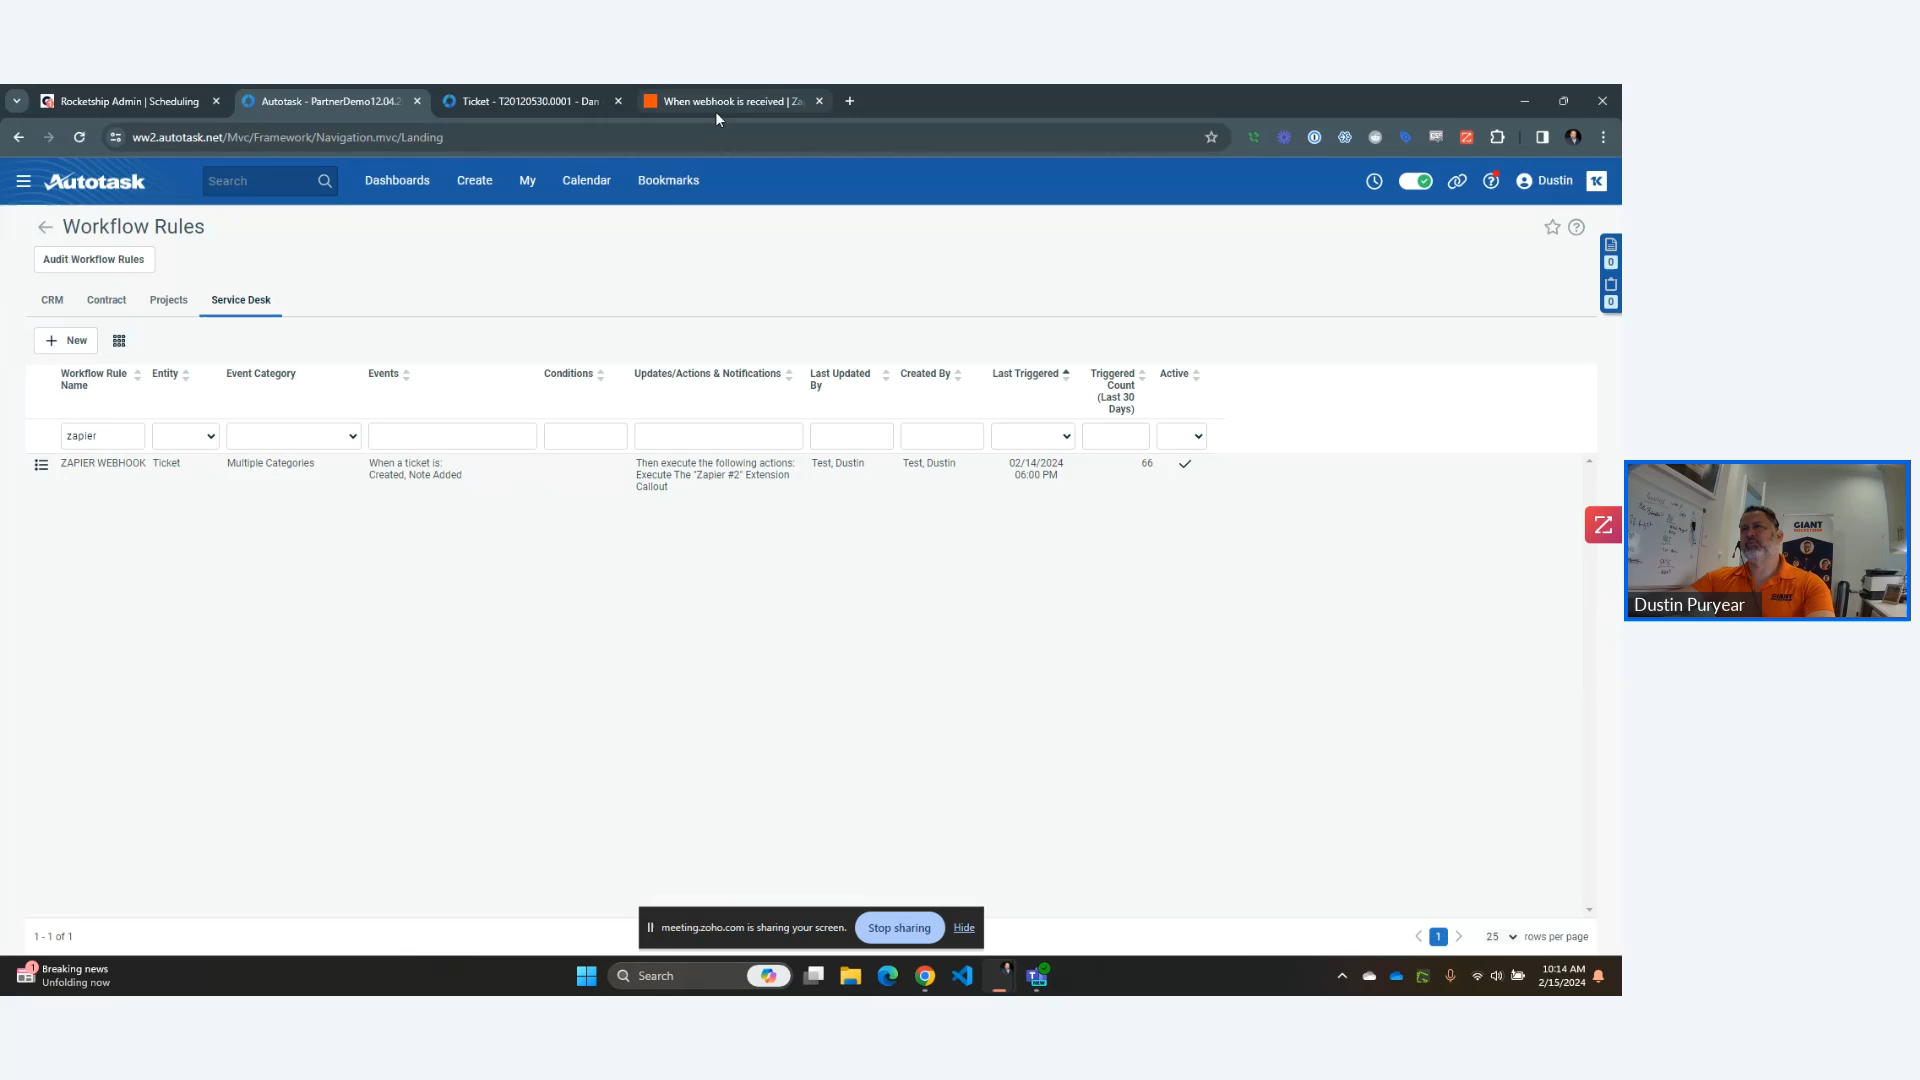 Rocketship Admin | Scheduling
Autotask - PartnerDemo12.04.2
Ticket - T20120530.0001 - Dan
When webhook is received | Za
ww2.autotask.net/Mvc/Framework/Navigation.mvc/Landing
Autotask
Search
Dashboards
Create
My
Calendar
Bookmarks
Dustin
Workflow Rules
Audit Workflow Rules
0
0
CRM
Contract
Projects
Service Desk
New
Workflow Rule
Name
Entity
Event Category
Events
Conditions
Updates/Actions & Notifications
Last Updated
By
Created By
Last Triggered
Triggered
Count
(Last 30
Days)
Active
zapier
ZAPIER WEBHOOK
Ticket
Multiple Categories
When a ticket is:
Created, Note Added
Then execute the following actions:
Execute The "Zapier #2" Extension
Callout
Test, Dustin
Test, Dustin
02/14/2024
06:00 PM
66
GIANT
Dustin Puryear
meeting.zoho.com is sharing your screen.
Stop sharing
Hide
1 - 1 of 1
1
25
rows per page
1
Breaking news
Unfolding now
Search
NEW
10:14 AM
2/15/2024